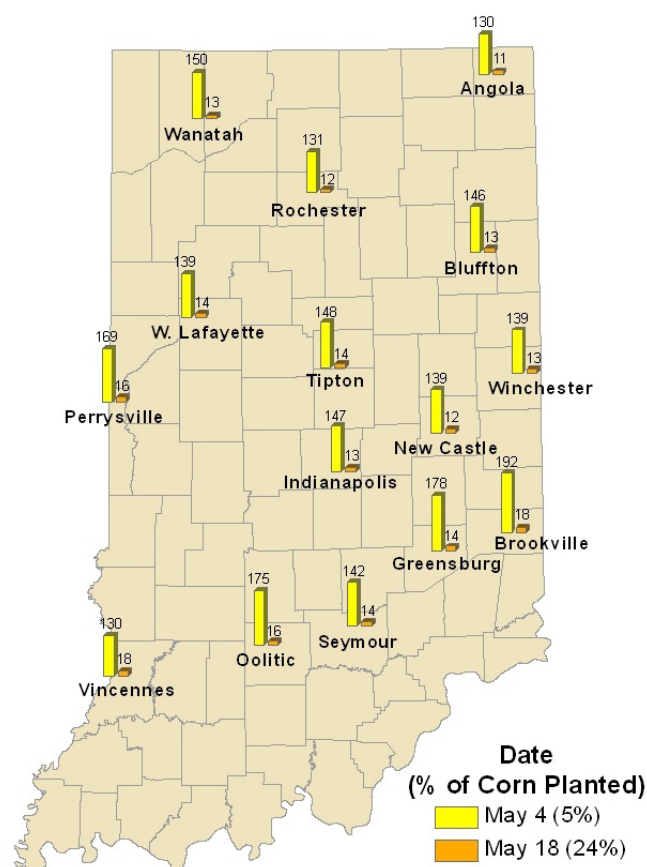 130
11
Angola
150
13
Wanatah
131
12
Rochester
146
13
Bluffton
139
14
W. Lafayette
148
14
Tipton
139
13
Winchester
169
16
Perrysville
139
12
New Castle
147
13
Indianapolis
192
18
Brookville
178
14
Greensburg
175
16
Oolitic
142
14
Seymour
130
18
Vincennes
Date
(% of Corn Planted)
May 4 (5%)
May 18 (24%)